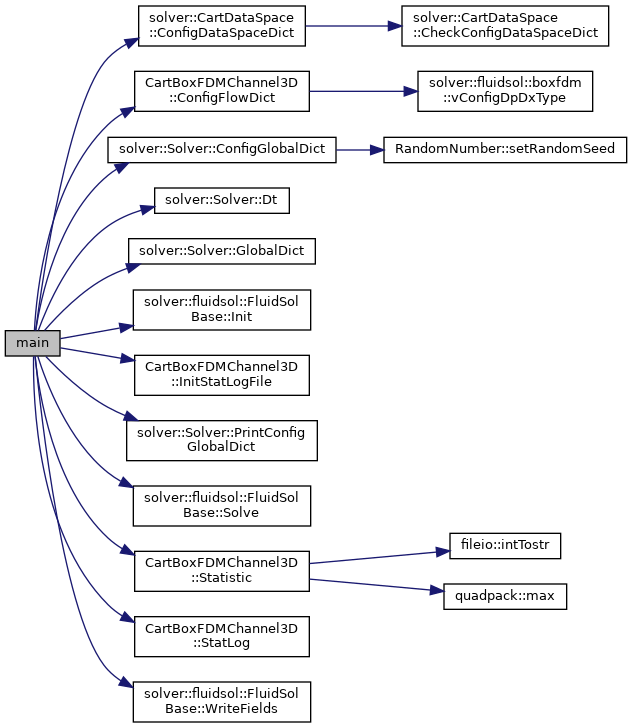 main
solver::CartDataSpace
::ConfigDataSpaceDict
solver::CartDataSpace
::CheckConfigDataSpaceDict
CartBoxFDMChannel3D
::ConfigFlowDict
solver::fluidsol::boxfdm
::vConfigDpDxType
solver::Solver::ConfigGlobalDict
RandomNumber::setRandomSeed
solver::Solver::Dt
solver::Solver::GlobalDict
solver::fluidsol::FluidSol
Base::Init
CartBoxFDMChannel3D
::InitStatLogFile
solver::Solver::PrintConfig
GlobalDict
solver::fluidsol::FluidSol
Base::Solve
CartBoxFDMChannel3D
::Statistic
fileio::intTostr
quadpack::max
CartBoxFDMChannel3D
::StatLog
solver::fluidsol::FluidSol
Base::WriteFields